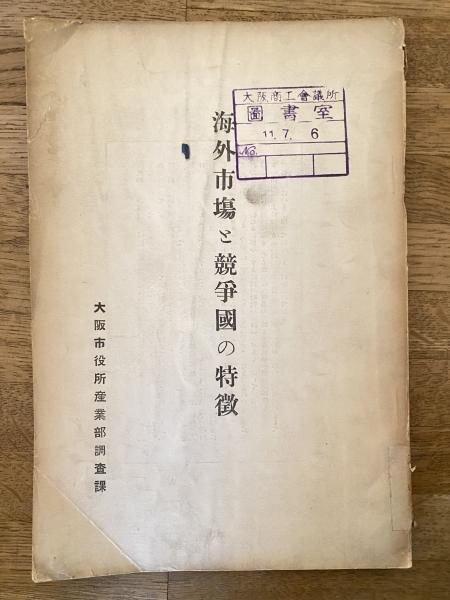 大阪商工會議所
圖書室
11.7.6
No.
海外市場と競爭國の特徴
大阪市役所産業部調査課